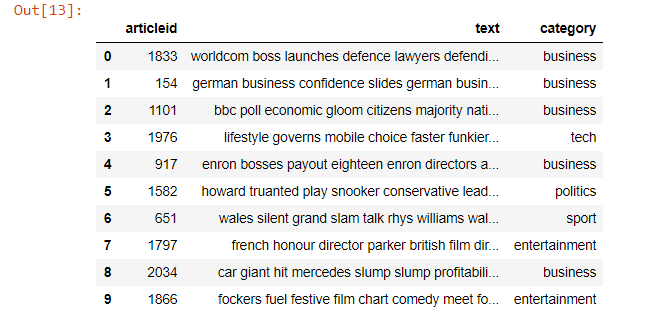 Out[13]:
articleid text category
0 1833 worldcom boss launches defence lawyers defendi... business
1 154 german business confidence slides german busin... business
2 1101 bbc poll economic gloom citizens majority nati... business
3 1976 lifestyle governs mobile choice faster funkier... tech
4 917 enron bosses payout eighteen enron directors a... business
5 1582 howard truanted play snooker conservative lead... politics
6 651 wales silent grand slam talk rhys williams wal... sport
7 1797 french honour director parker british film dir... entertainment
8 2034 car giant hit mercedes slump slump profitabili... business
9 1866 fockers fuel festive film chart comedy meet fo... entertainment